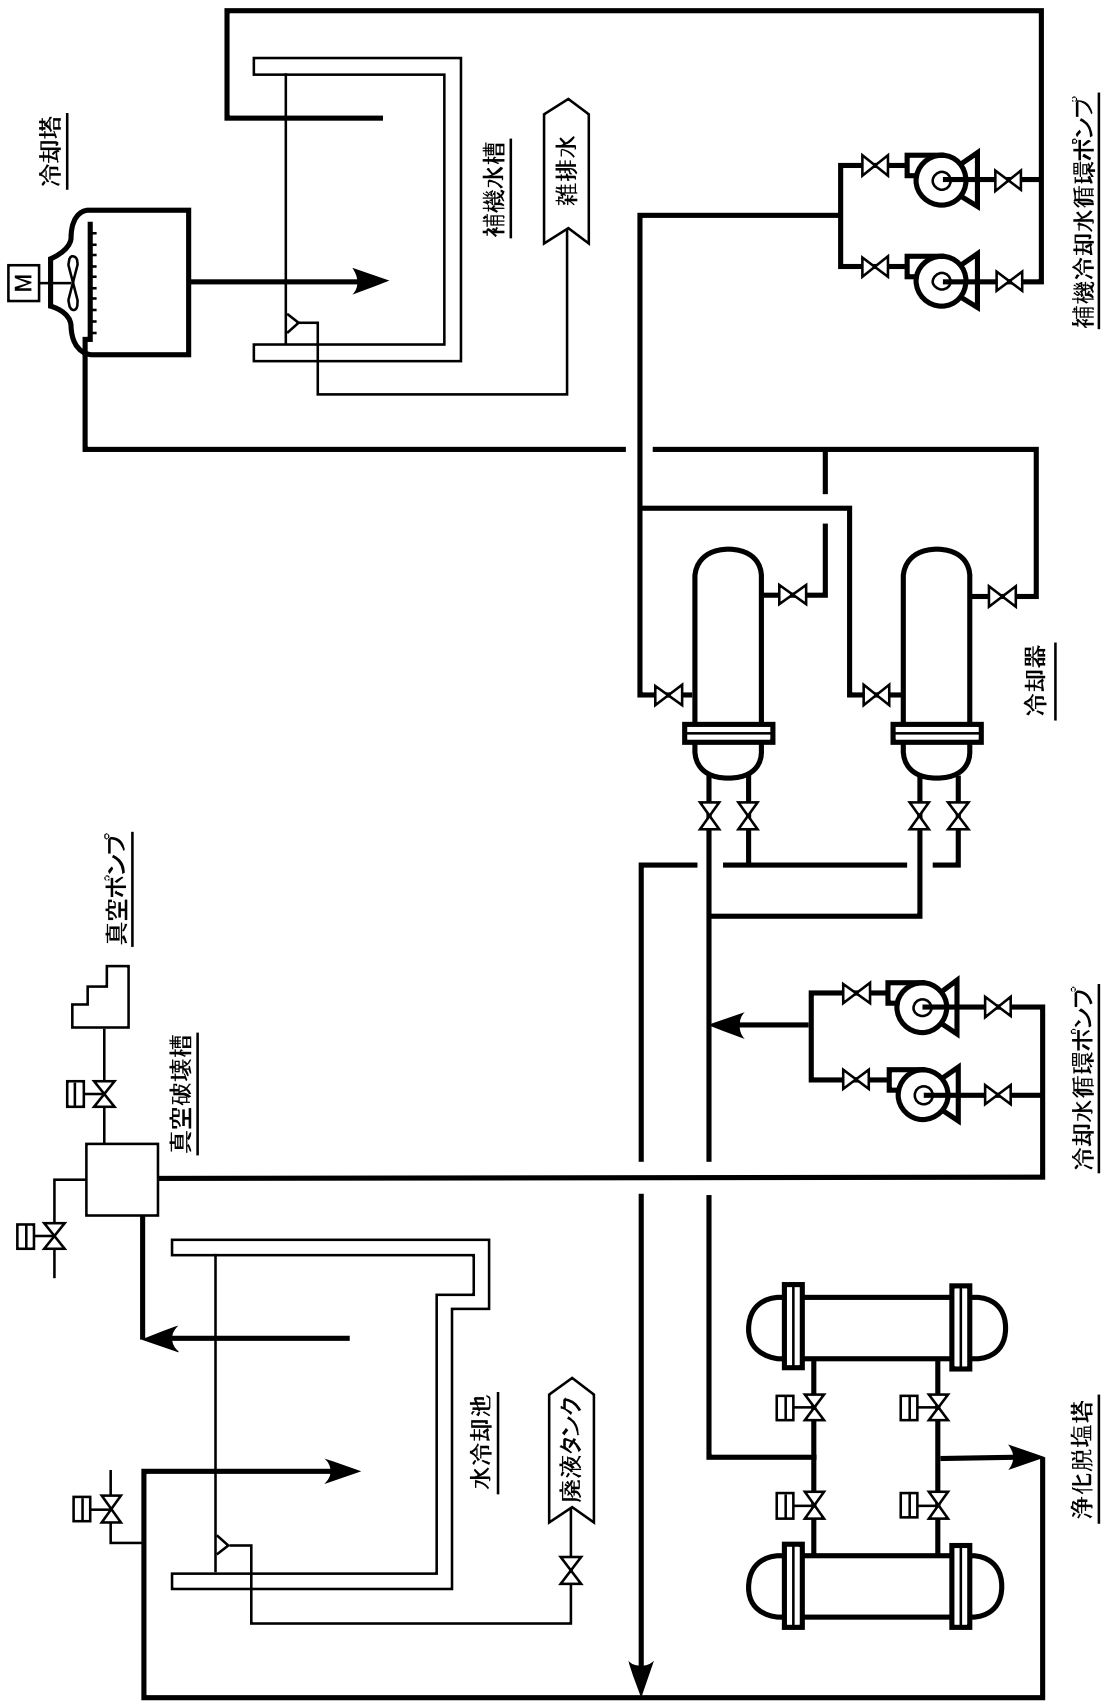 M
冷却塔
真空ポンプ
真空破壊槽
水冷却池
補機水槽
廃液タンク
雑排水
冷却器
浄化脱塩塔
冷却水循環ポンプ
補機冷却水循環ポンプ